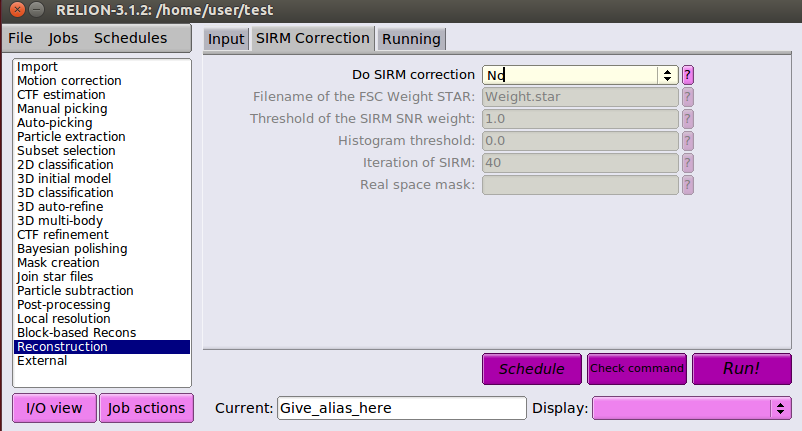 RELION-3.1.2: /home/user/test
File Jobs Schedules
Input SIRM Correction Running
Import
Motion correction
CTF estimation
Manual picking
Auto-picking
Particle extraction
Subset selection
2D classification
3D initial model
3D classification
3D auto-refine
3D multi-body
CTF refinement
Bayesian polishing
Mask creation
Join star files
Particle subtraction
Post-processing
Local resolution
Block-based Recons
Reconstruction
External
Do SIRM correction No ?
Filename of the FSC Weight STAR: Weight.star ?
Threshold of the SIRM SNR weight: 1.0 ?
Histogram threshold: 0.0 ?
Iteration of SIRM: 40 ?
Real space mask: ?
Schedule Check command Run!
I/O view Job actions Current: Give_alias_here Display: